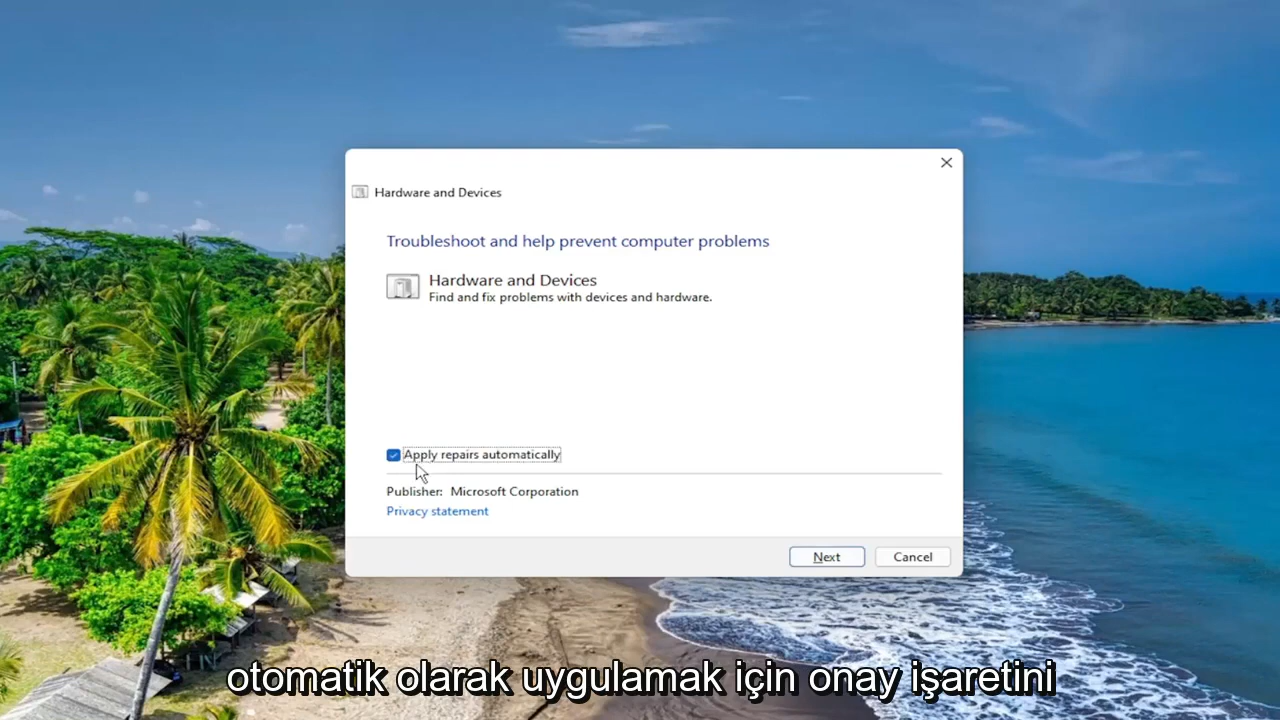 Hardware and Devices
Troubleshoot and help prevent computer problems
Hardware and Devices
Find and fix problems with devices and hardware.
Apply repairs automatically
Publisher: Microsoft Corporation
Privacy statement
Next Cancel
otomatik olarak uygulamak için onay işaretini